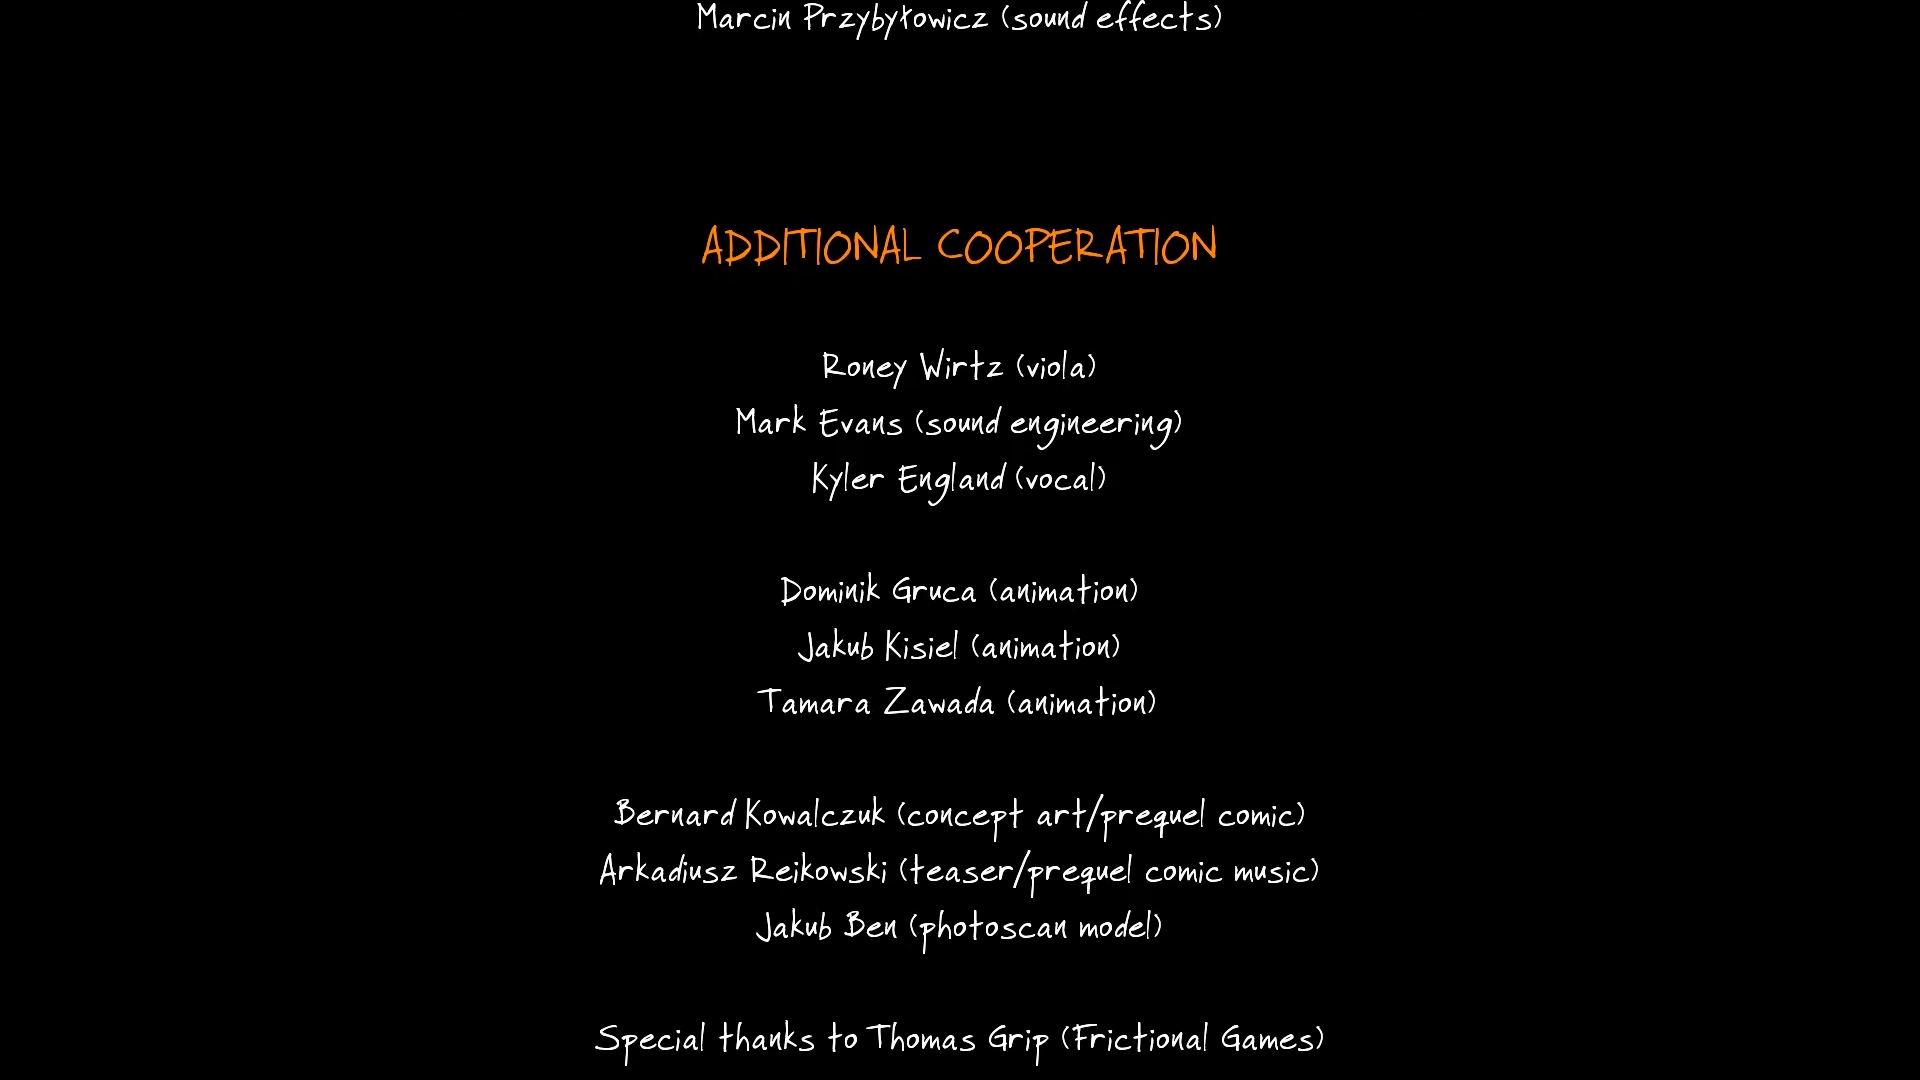 Marcin Przybyłowicz (sound effects)
ADDITIONAL COOPERATION
Roney Wirtz (viola)
Mark Evans (sound engineering)
Kyler England (vocal)
Dominik Gruca (animation)
Jakub Kisiel (animation)
Tamara Zawada (animation)
Bernard Kowalczuk (concept art/prequel comic)
Arkadiusz Reikowski (teaser/prequel comic music)
Jakub Ben (photoscan model)
Special thanks to Thomas Grip (Frictional Games)